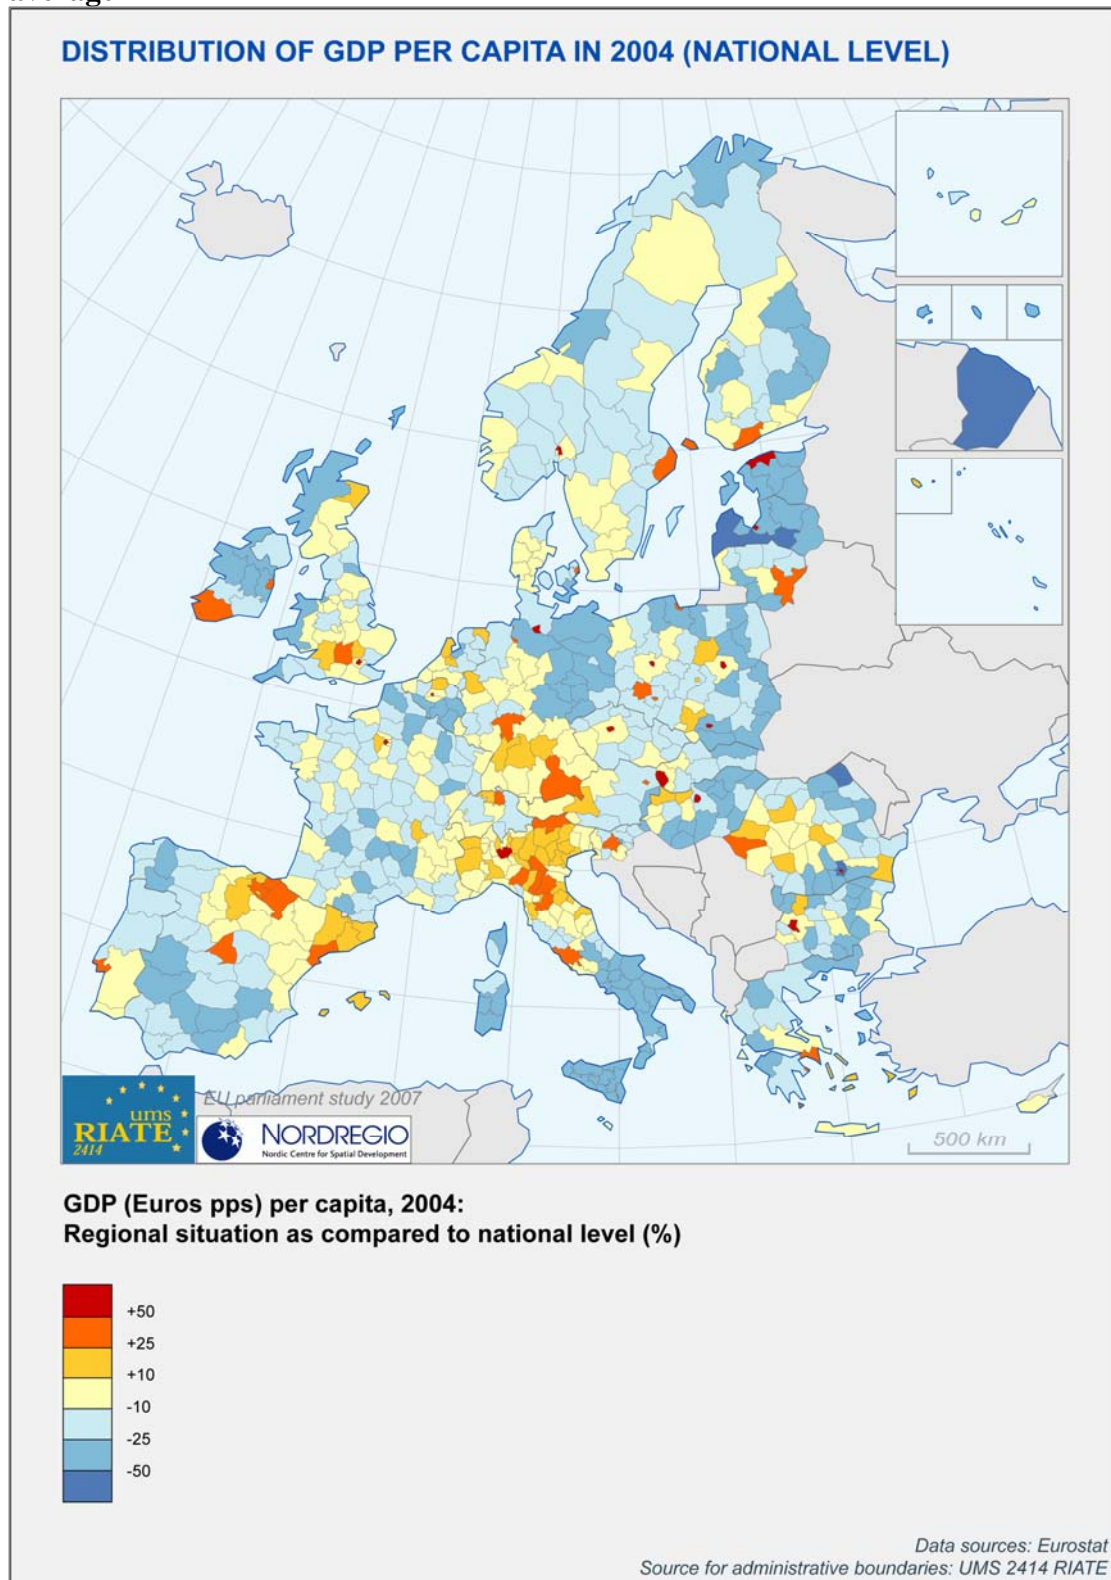 average
DISTRIBUTION OF GDP PER CAPITA IN 2004 (NATIONAL LEVEL)
EU parliament study 2007
ums
RIATE
2414
NORDREGIO
Nordic Centre for Spatial Development
500 km
GDP (Euros pps) per capita, 2004:
Regional situation as compared to national level (%)
+50
+25
+10
-10
-25
-50
Data sources: Eurostat
Source for administrative boundaries: UMS 2414 RIATE